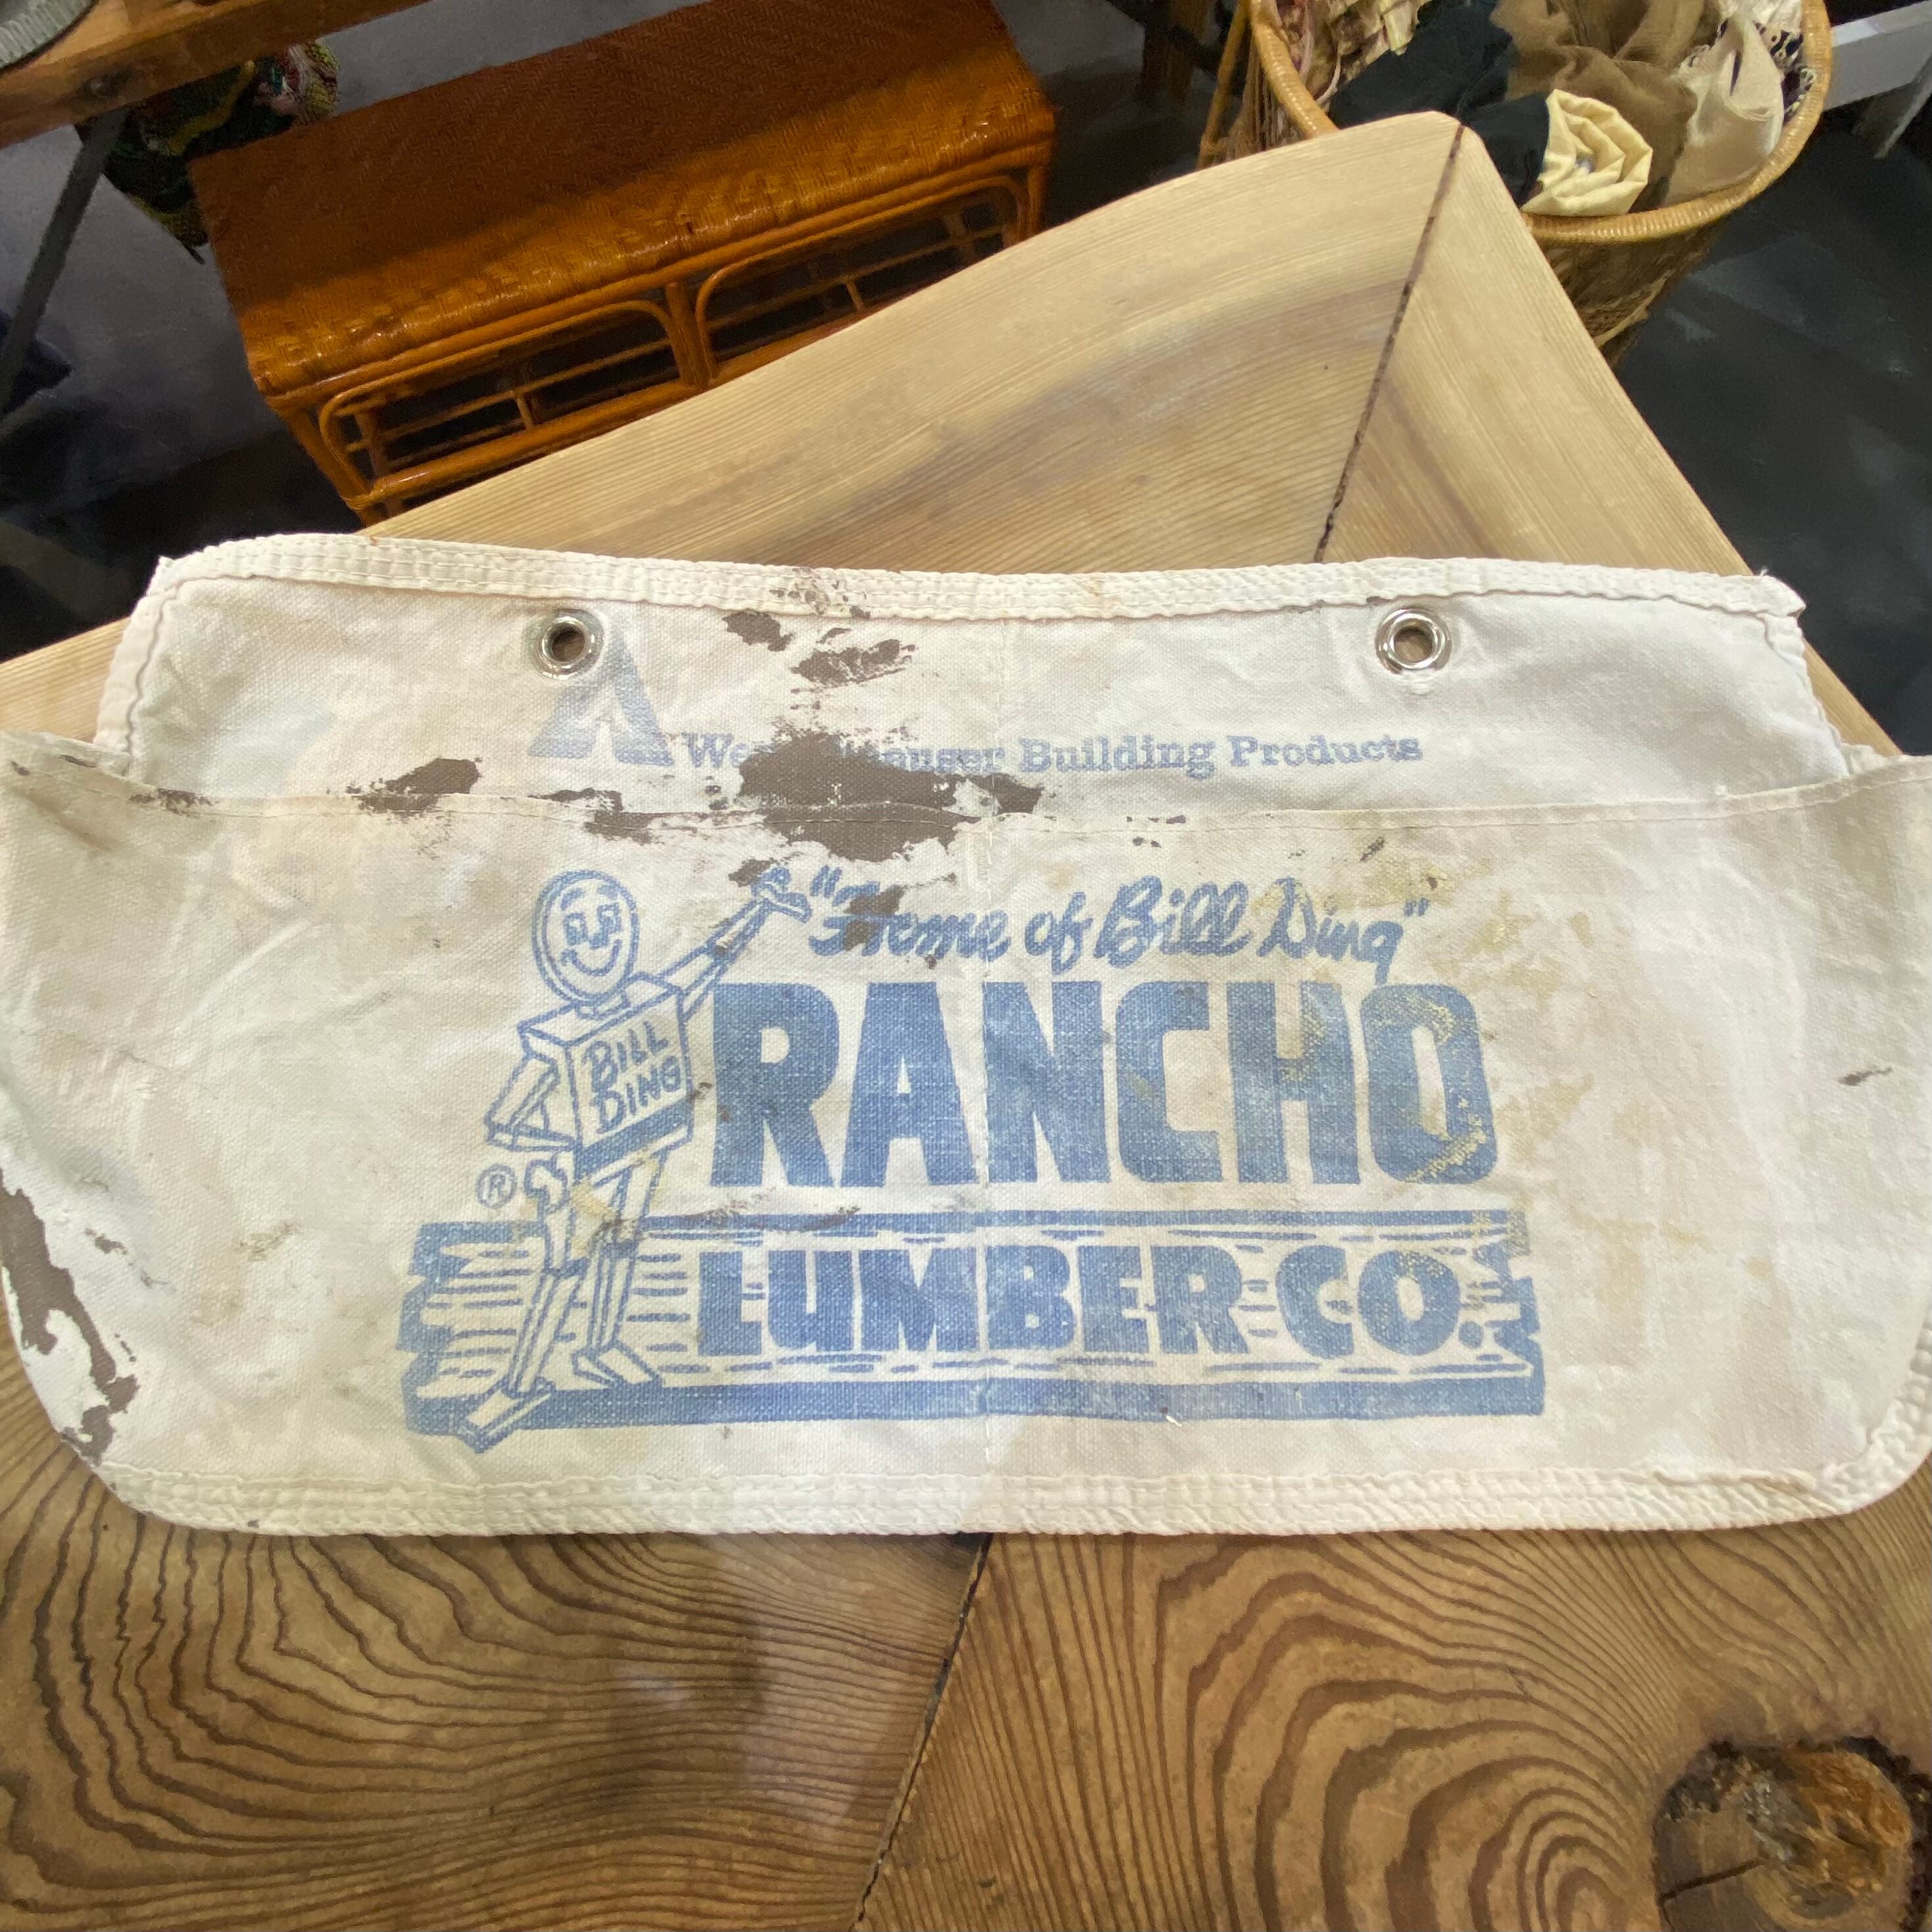 Building Products
"Home of Bill Ding"
BILL
DING
RANCHO
®
LUMBER CO.